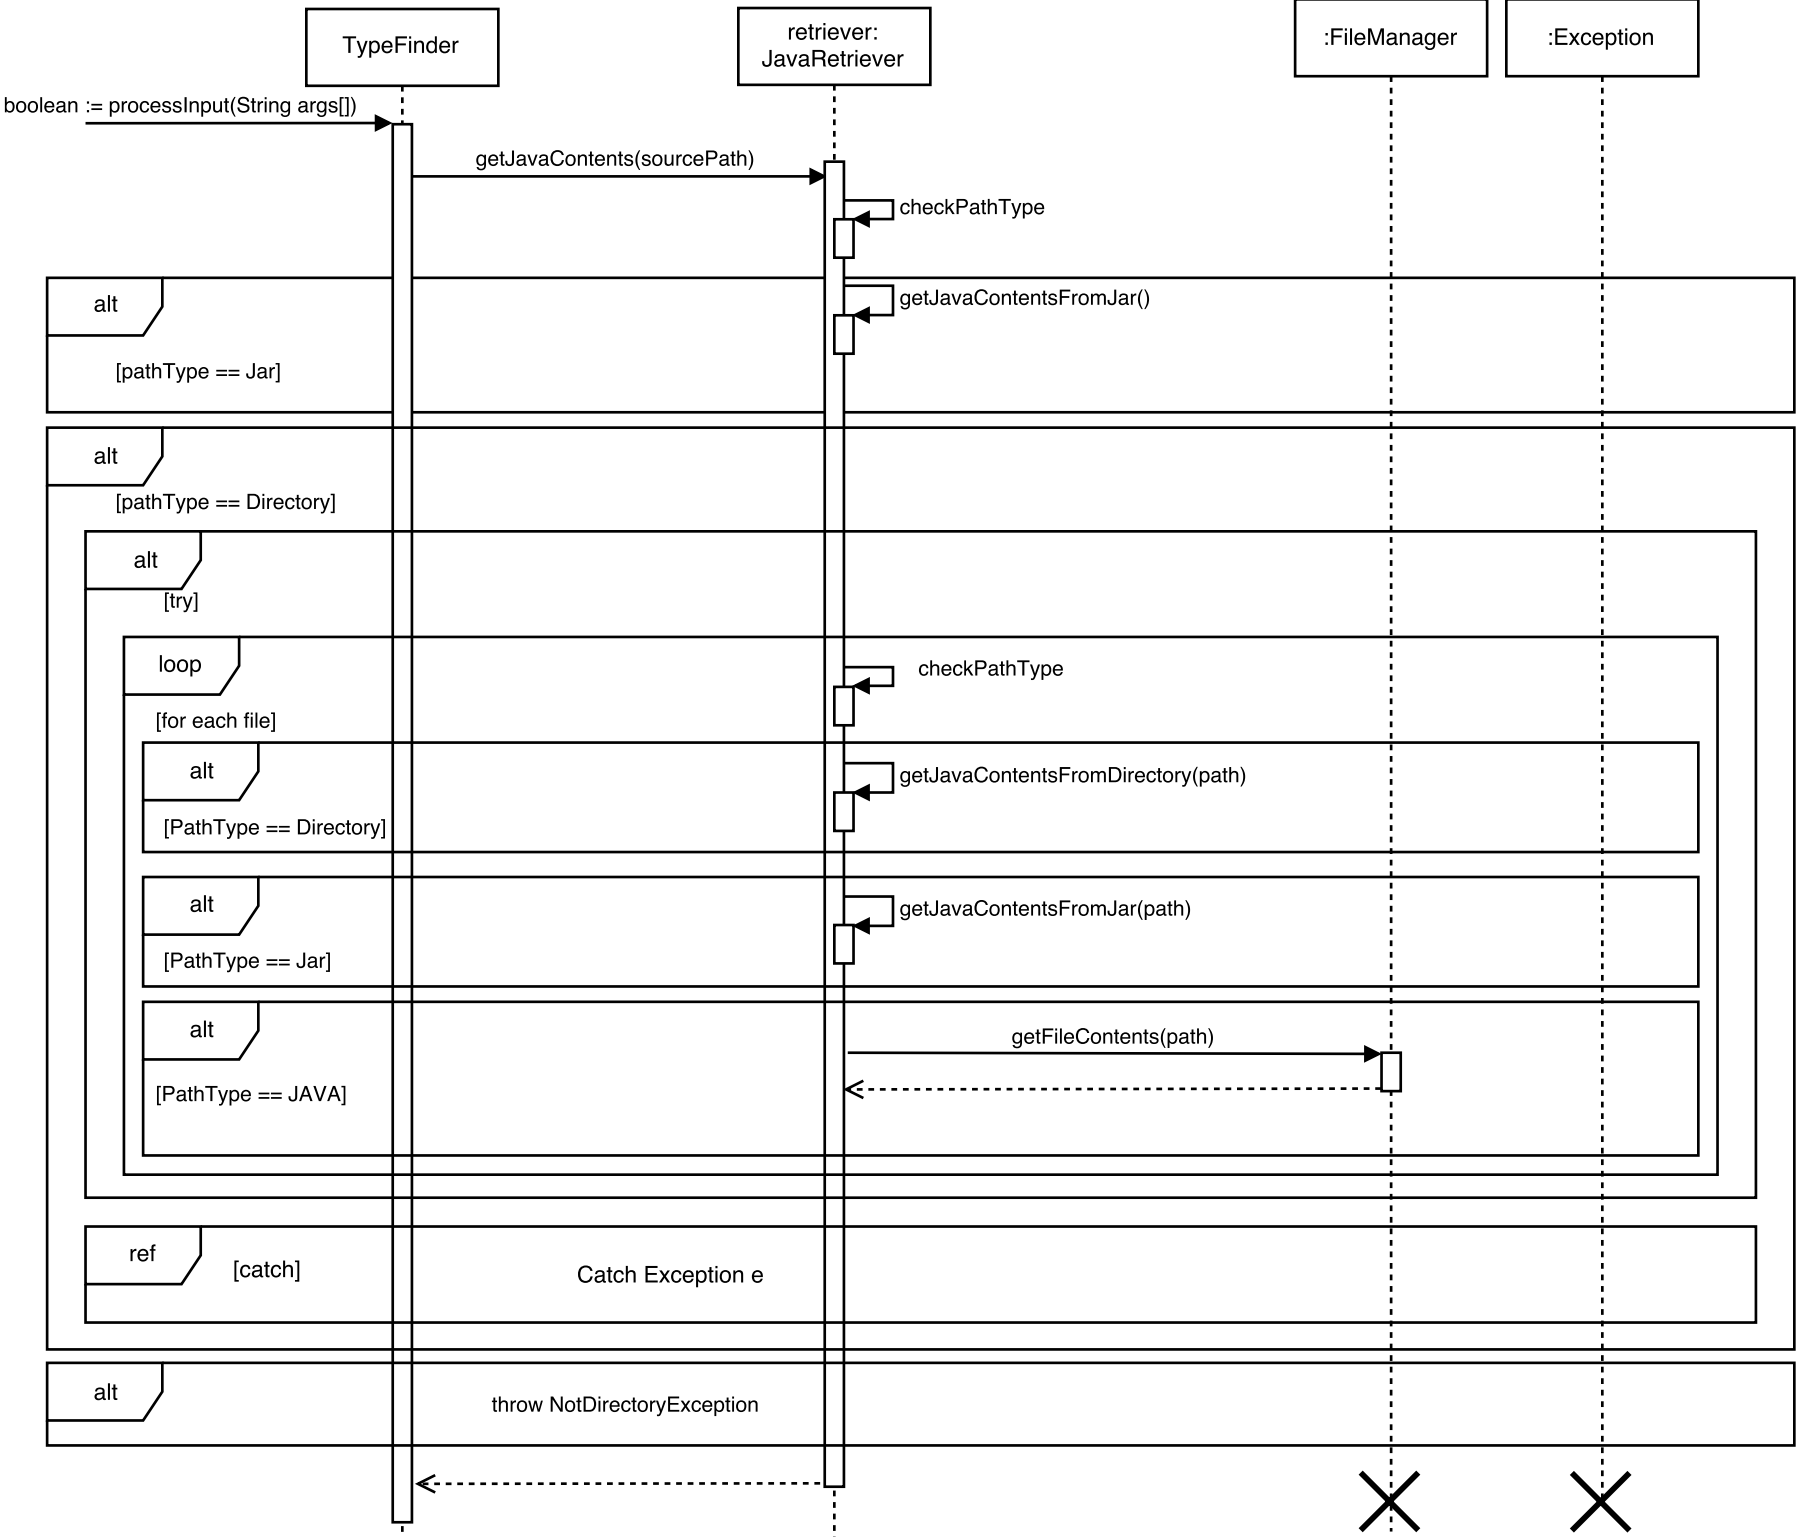 TypeFinder
retriever:
JavaRetriever
:FileManager
:Exception
boolean := processInput(String args[])
getJavaContents(sourcePath)
checkPathType
alt
getJavaContentsFromJar()
[pathType == Jar]
alt
[pathType == Directory]
alt
[try]
loop
checkPathType
[for each file]
alt
getJavaContentsFromDirectory(path)
[PathType == Directory]
alt
getJavaContentsFromJar(path)
[PathType == Jar]
alt
getFileContents(path)
[PathType == JAVA]
ref
[catch]
Catch Exception e
alt
throw NotDirectoryException